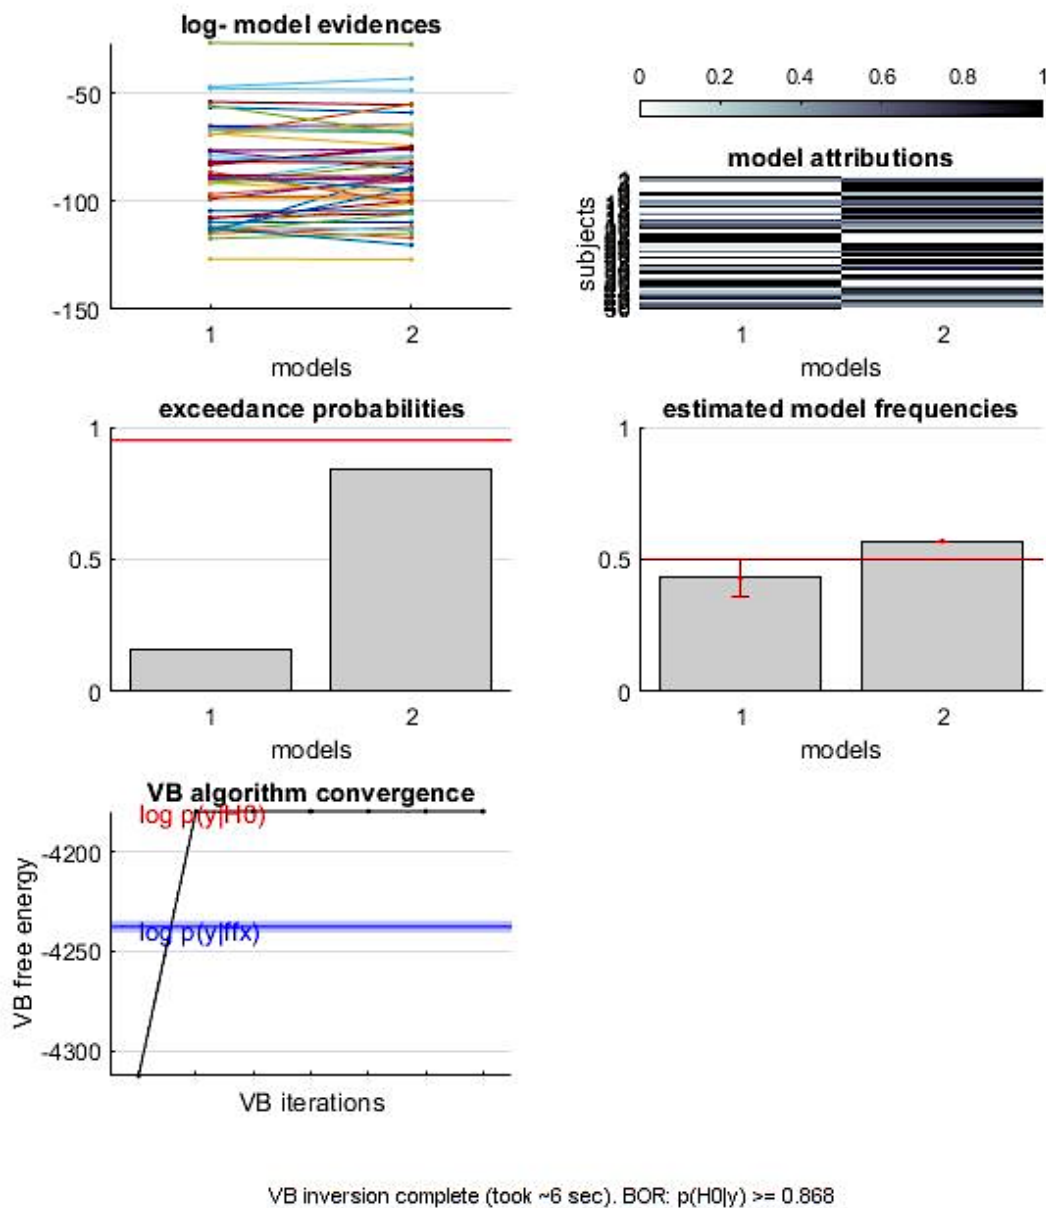 log- model evidences
-50
-100
-150
1 2
models
0 0.2 0.4 0.6 0.8 1
model attributions
subjects
1 2
models
exceedance probabilities
1
0.5
0
1 2
models
estimated model frequencies
1
0.5
0
1 2
models
VB algorithm convergence
log p(y|H0)
log p(y|ffx)
VB free energy
-4200
-4250
-4300
VB iterations
VB inversion complete (took ~6 sec). BOR: p(H0|y) >= 0.868